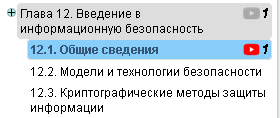 Глава 12. Введение в 1
информационную безопасность
12.1. Общие сведения 1
12.2. Модели и технологии безопасности
12.3. Криптографические методы защиты
информации